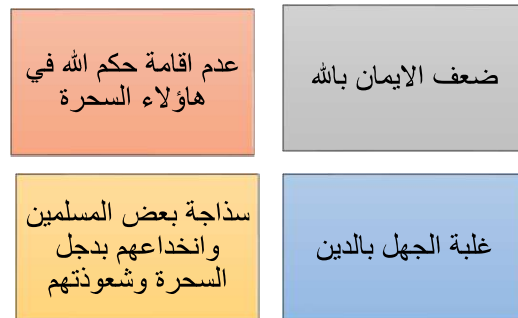 ضعف الايمان بالله
عدم اقامة حكم الله في
هاؤلاء السحرة
غلبة الجهل بالدين
سذاجة بعض المسلمين
وانخداعهم بدجل
السحرة وشعوذتهم